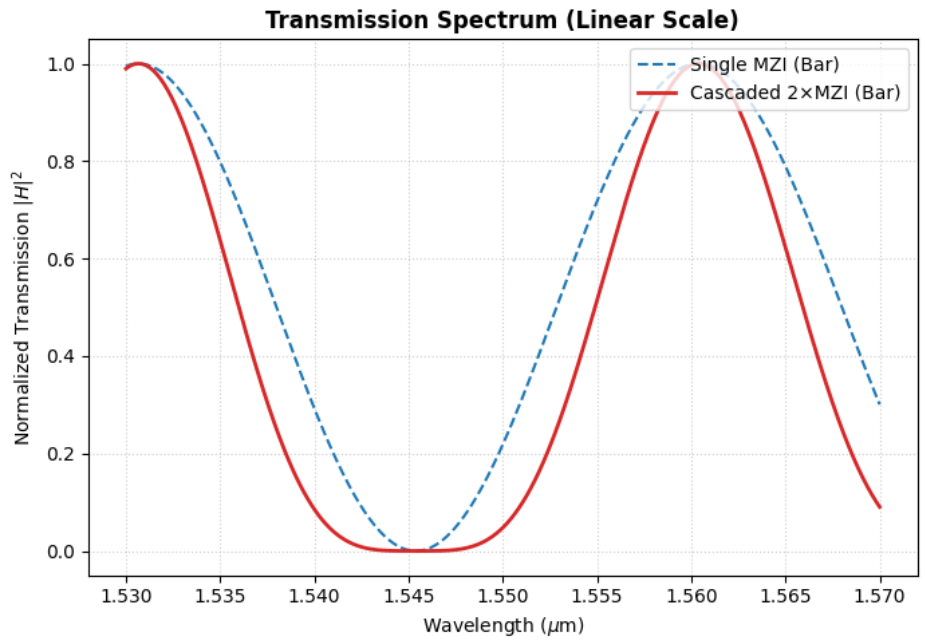 Transmission Spectrum (Linear Scale)
Single MZI (Bar)
Cascaded 2×MZI (Bar)
Normalized Transmission |H|²
1.0
0.8
0.6
0.4
0.2
0.0
1.530 1.535 1.540 1.545 1.550 1.555 1.560 1.565 1.570
Wavelength (μm)